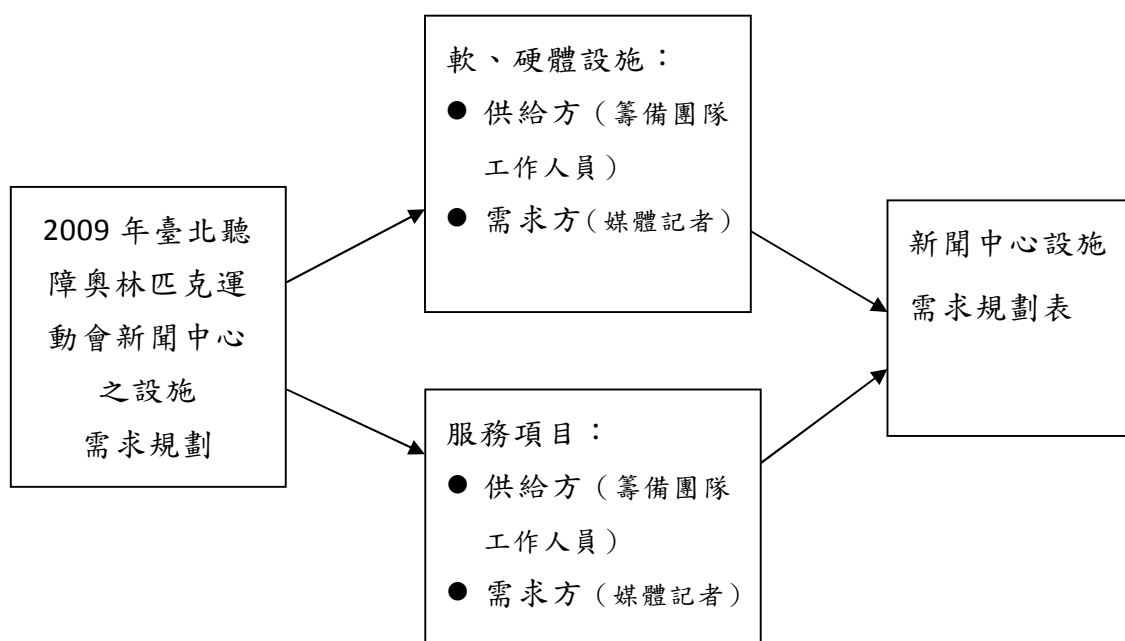 2009 年臺北聽
障奧林匹克運
動會新聞中心
之設施
需求規劃
軟、硬體設施：
● 供給方（籌備團隊
工作人員）
● 需求方（媒體記者）
服務項目：
● 供給方（籌備團隊
工作人員）
● 需求方（媒體記者）
新聞中心設施
需求規劃表